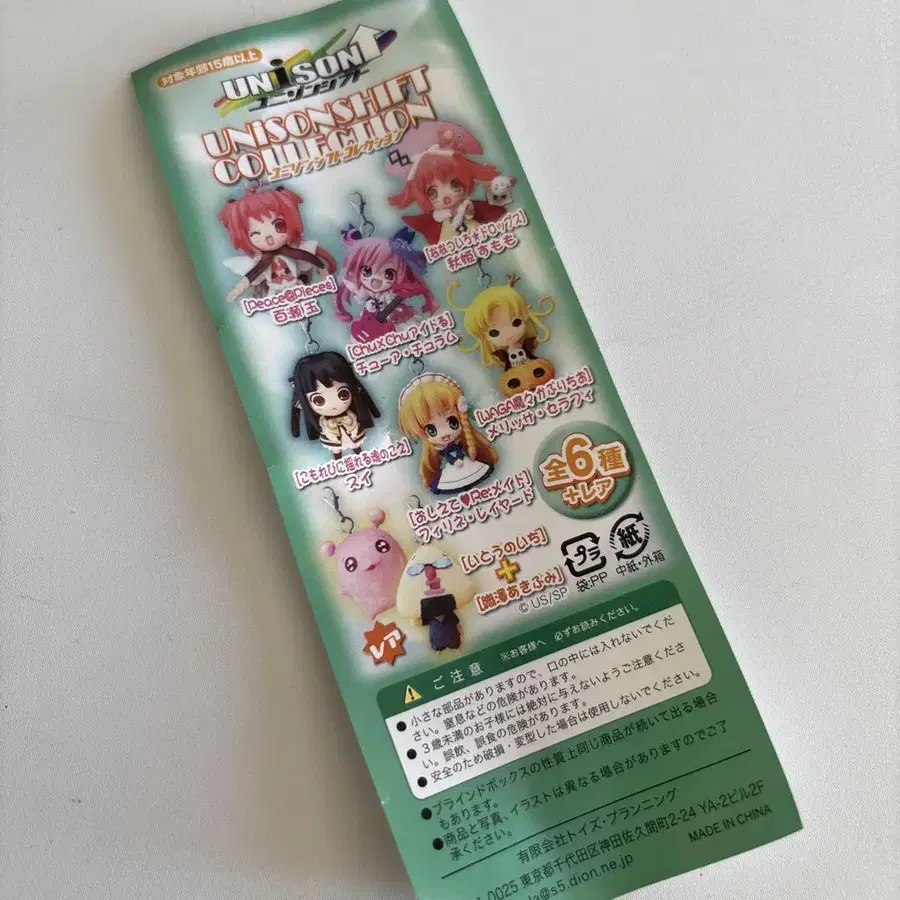 対象年齢15歳以上
UNiSON
ユニゾンシフト
UNiSONSHIFT
COLLECTION
ユニゾンシフトコレクション
[ななついろ★ドロップス]
秋姫 すもも
[Peace@Pieces]
百瀬 玉
[Chu×Chuアイドる]
チューア・チュラム
[WAGA魔々かぷりちお]
メリッサ・セラフィ
[こもれびに揺れる魂のこえ]
スイ
[おしえて♥Re:メイド]
フィリネ・レイヤード
全6種
+レア
[いとうのいぢ]
+
[鵰澤あきふみ]
レア
© US/SP
プラ
袋:PP
紙
中紙・外箱
ご注意 ※お客様へ 必ずお読みください。
●小さな部品がありますので、口の中には入れないでくだ
さい。窒息などの危険があります。
●3歳未満のお子様には絶対に与えないようご注意くださ
い。誤飲、誤食の危険があります。
●安全のため破損・変型した場合は使用しないでください。
●ブラインドボックスの性質上同じ商品が続いて出る場合
もあります。
●商品と写真、イラストは異なる場合がありますのでご了
承ください。
有限会社トイズ・プランニング
0025 東京都千代田区神田佐久間町2-24 YA-2ビル2F
da@s5.dion.ne.jp
MADE IN CHINA